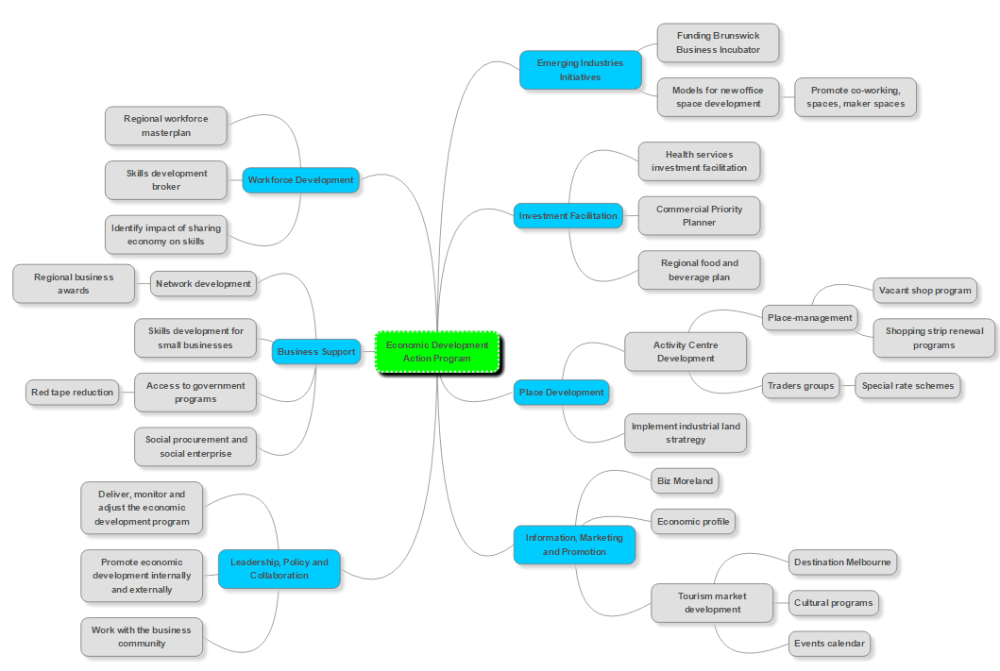 Economic Development
Action Program
Emerging Industries
Initiatives
Funding Brunswick
Business Incubator
Models for new office
space development
Promote co-working,
spaces, maker spaces
Investment Facilitation
Health services
investment facilitation
Commercial Priority
Planner
Regional food and
beverage plan
Place Development
Activity Centre
Development
Place-management
Vacant shop program
Shopping strip renewal
programs
Traders groups
Special rate schemes
Implement industrial land
stratregy
Information, Marketing
and Promotion
Biz Moreland
Economic profile
Tourism market
development
Destination Melbourne
Cultural programs
Events calendar
Workforce Development
Regional workforce
masterplan
Skills development
broker
Identify impact of sharing
economy on skills
Business Support
Network development
Regional business
awards
Skills development for
small businesses
Access to government
programs
Red tape reduction
Social procurement and
social enterprise
Leadership, Policy and
Collaboration
Deliver, monitor and
adjust the economic
development program
Promote economic
development internally
and externally
Work with the business
community